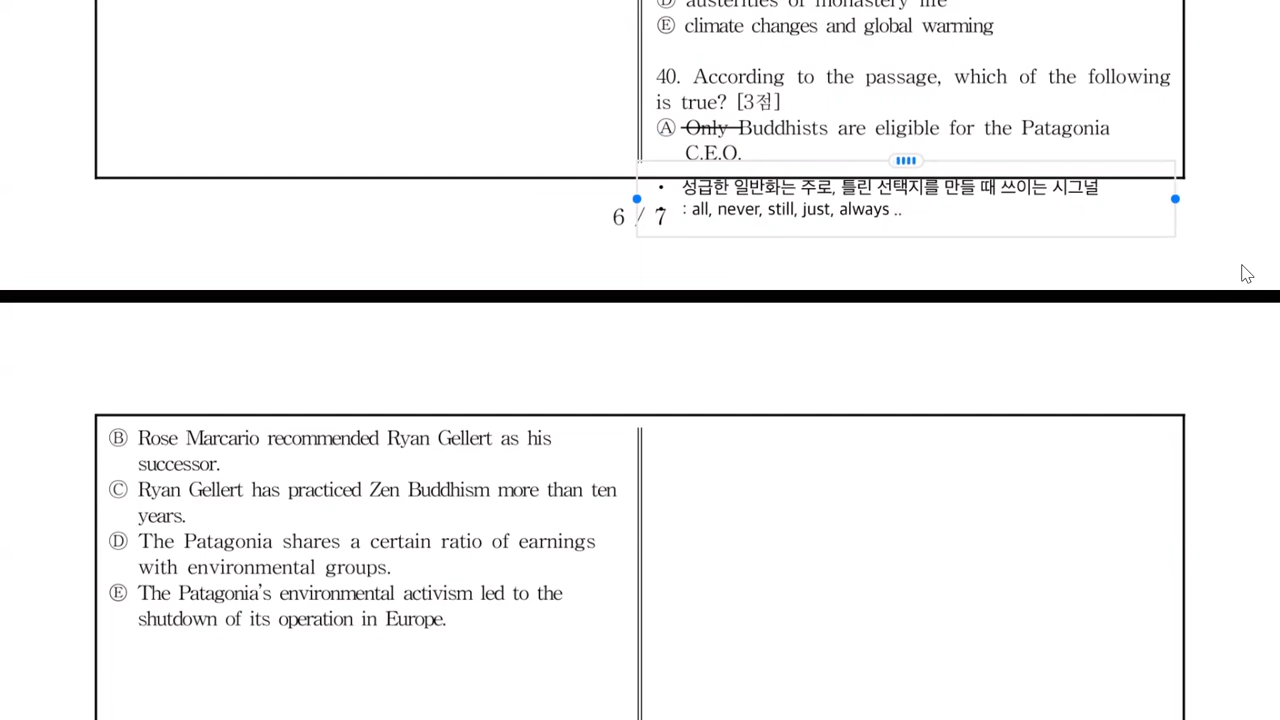 Ⓓ austerities of monastery life
Ⓔ climate changes and global warming
40. According to the passage, which of the following
is true? [3점]
Ⓐ Only Buddhists are eligible for the Patagonia
C.E.O.
• 성급한 일반화는 주로, 틀린 선택지를 만들 때 쓰이는 시그널
• : all, never, still, just, always ..
6 / 7
Ⓑ Rose Marcario recommended Ryan Gellert as his
successor.
Ⓒ Ryan Gellert has practiced Zen Buddhism more than ten
years.
Ⓓ The Patagonia shares a certain ratio of earnings
with environmental groups.
Ⓔ The Patagonia's environmental activism led to the
shutdown of its operation in Europe.